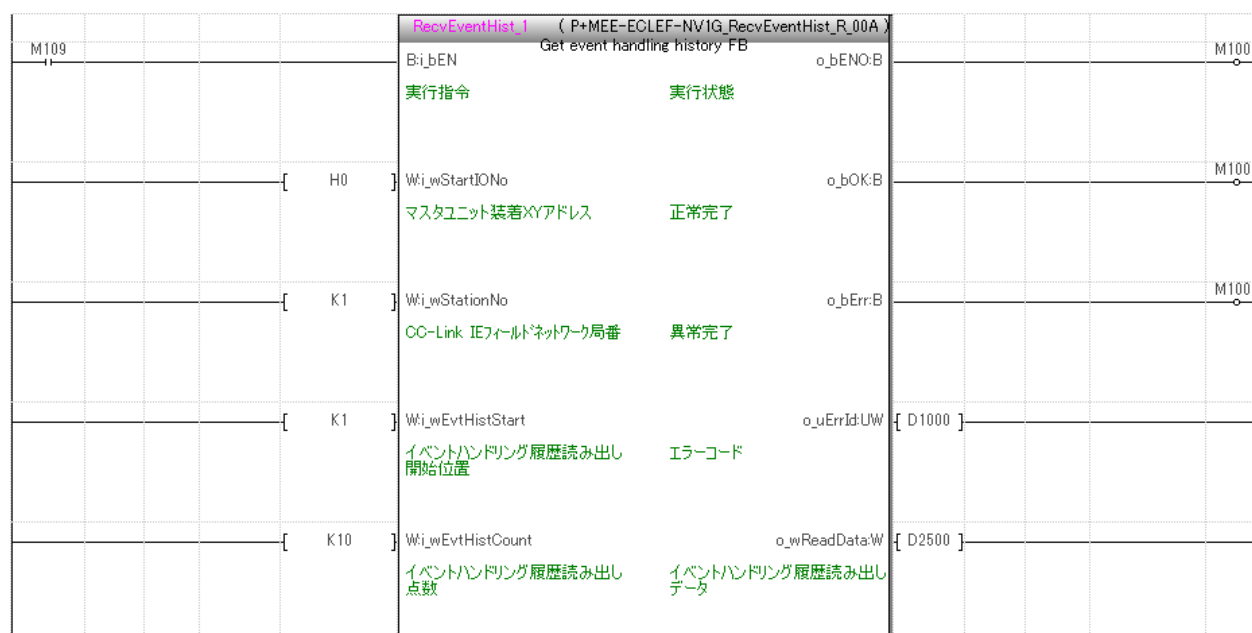 RecvEventHist_1 ( P+MEE-ECLEF-NV1G_RecvEventHist_R_00A )
Get event handling history FB
M109
B:i_bEN
o_bENO:B
M100
実行指令
実行状態
H0
W:i_wStartIONo
o_bOK:B
M100
マスタユニット装着XYアドレス
正常完了
K1
W:i_wStationNo
o_bErr:B
M100
CC-Link IEフィールドネットワーク局番
異常完了
K1
W:i_wEvtHistStart
o_uErrId:UW
D1000
イベントハンドリング履歴読み出し
開始位置
エラーコード
K10
W:i_wEvtHistCount
o_wReadData:W
D2500
イベントハンドリング履歴読み出し
点数
イベントハンドリング履歴読み出し
データ